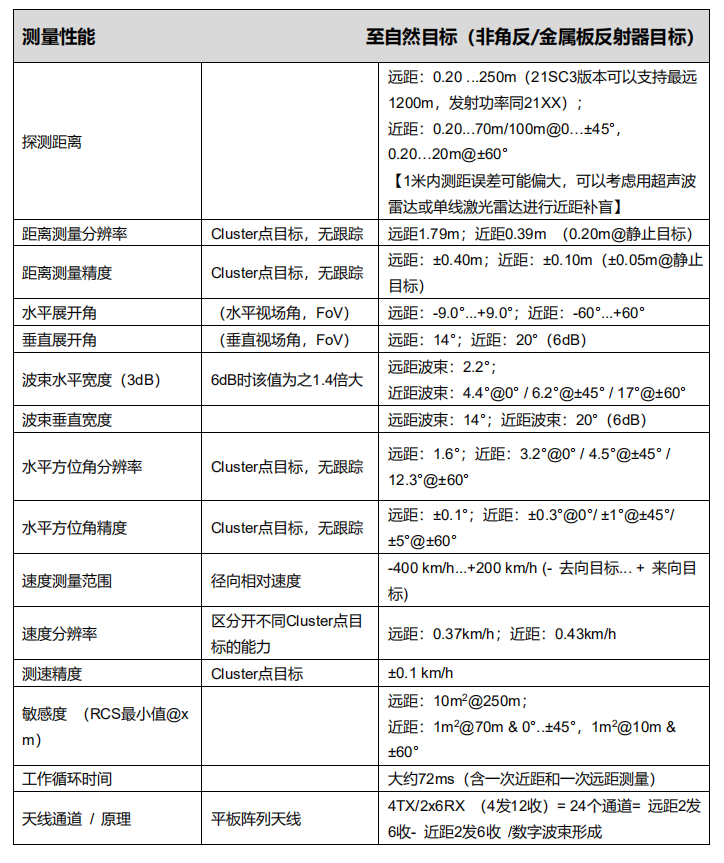 测量性能 至自然目标（非角反/金属板反射器目标）
探测距离
远距：0.20 ...250m（21SC3版本可以支持最远
1200m，发射功率同21XX）；
近距：0.20...70m/100m@0...±45°，
0.20...20m@±60°
【1米内测距误差可能偏大，可以考虑用超声波
雷达或单线激光雷达进行近距补盲】
距离测量分辨率 Cluster点目标，无跟踪 远距1.79m；近距0.39m （0.20m@静止目标）
距离测量精度 Cluster点目标，无跟踪
远距：±0.40m；近距：±0.10m（±0.05m@静止
目标）
水平展开角 （水平视场角，FoV） 远距：-9.0°...+9.0°；近距：-60°...+60°
垂直展开角 （垂直视场角，FoV） 远距：14°；近距：20°（6dB）
波束水平宽度（3dB） 6dB时该值为之1.4倍大
远距波束：2.2°；
近距波束：4.4°@0° / 6.2°@±45° / 17°@±60°
波束垂直宽度 远距波束：14°；近距波束：20°（6dB）
水平方位角分辨率 Cluster点目标，无跟踪
远距：1.6°；近距：3.2°@0° / 4.5°@±45° /
12.3°@±60°
水平方位角精度 Cluster点目标，无跟踪
远距：±0.1°；近距：±0.3°@0°/ ±1°@±45°/
±5°@±60°
速度测量范围 径向相对速度
-400 km/h...+200 km/h (- 去向目标... + 来向目
标)
速度分辨率
区分开不同Cluster点目
标的能力
远距：0.37km/h；近距：0.43km/h
测速精度 Cluster点目标 ±0.1 km/h
敏感度 （RCS最小值@x
m）
远距：10m²@250m；
近距：1m²@70m & 0°..±45°，1m²@10m &
±60°
工作循环时间 大约72ms（含一次近距和一次远距测量）
天线通道 / 原理 平板阵列天线
4TX/2x6RX （4发12收）= 24个通道= 远距2发
6收- 近距2发6收 /数字波束形成